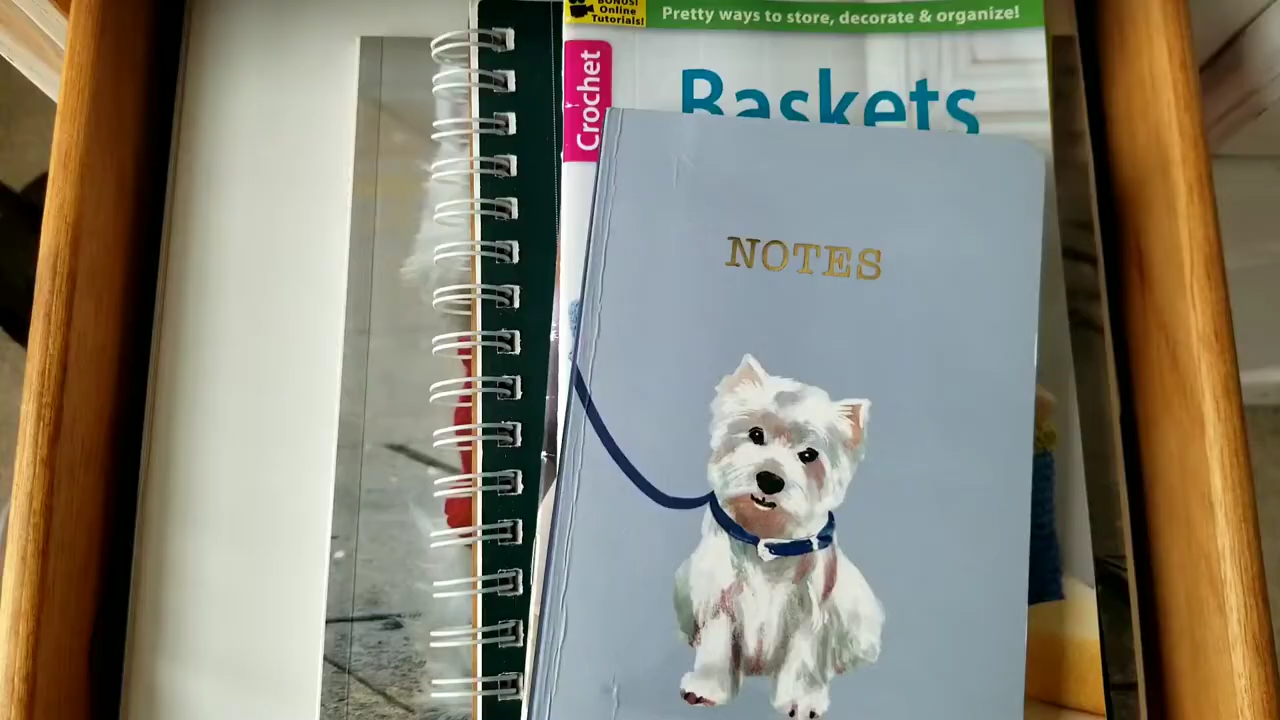 BONUS!
Online
Tutorials!
Pretty ways to store, decorate & organize!
Crochet
Baskets
NOTES